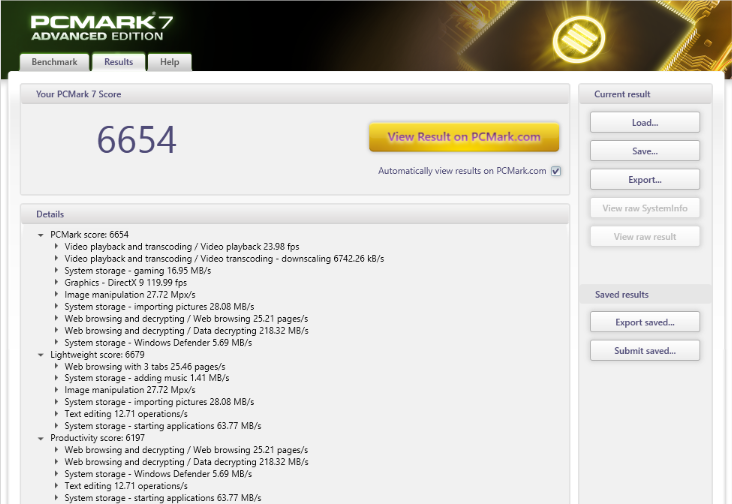 PCMARK® 7
ADVANCED EDITION
Benchmark
Results
Help
Your PCMark 7 Score
6654
View Result on PCMark.com
Automatically view results on PCMark.com
Details
PCMark score: 6654
Video playback and transcoding / Video playback 23.98 fps
Video playback and transcoding / Video transcoding - downscaling 6742.26 kB/s
System storage - gaming 16.95 MB/s
Graphics - DirectX 9 119.99 fps
Image manipulation 27.72 Mpx/s
System storage - importing pictures 28.08 MB/s
Web browsing and decrypting / Web browsing 25.21 pages/s
Web browsing and decrypting / Data decrypting 218.32 MB/s
System storage - Windows Defender 5.69 MB/s
Lightweight score: 6679
Web browsing with 3 tabs 25.46 pages/s
System storage - adding music 1.41 MB/s
Image manipulation 27.72 Mpx/s
System storage - importing pictures 28.08 MB/s
Text editing 12.71 operations/s
System storage - starting applications 63.77 MB/s
Productivity score: 6197
Web browsing and decrypting / Web browsing 25.21 pages/s
Web browsing and decrypting / Data decrypting 218.32 MB/s
System storage - Windows Defender 5.69 MB/s
Text editing 12.71 operations/s
System storage - starting applications 63.77 MB/s
Current result
Load...
Save...
Export...
View raw SystemInfo
View raw result
Saved results
Export saved...
Submit saved...